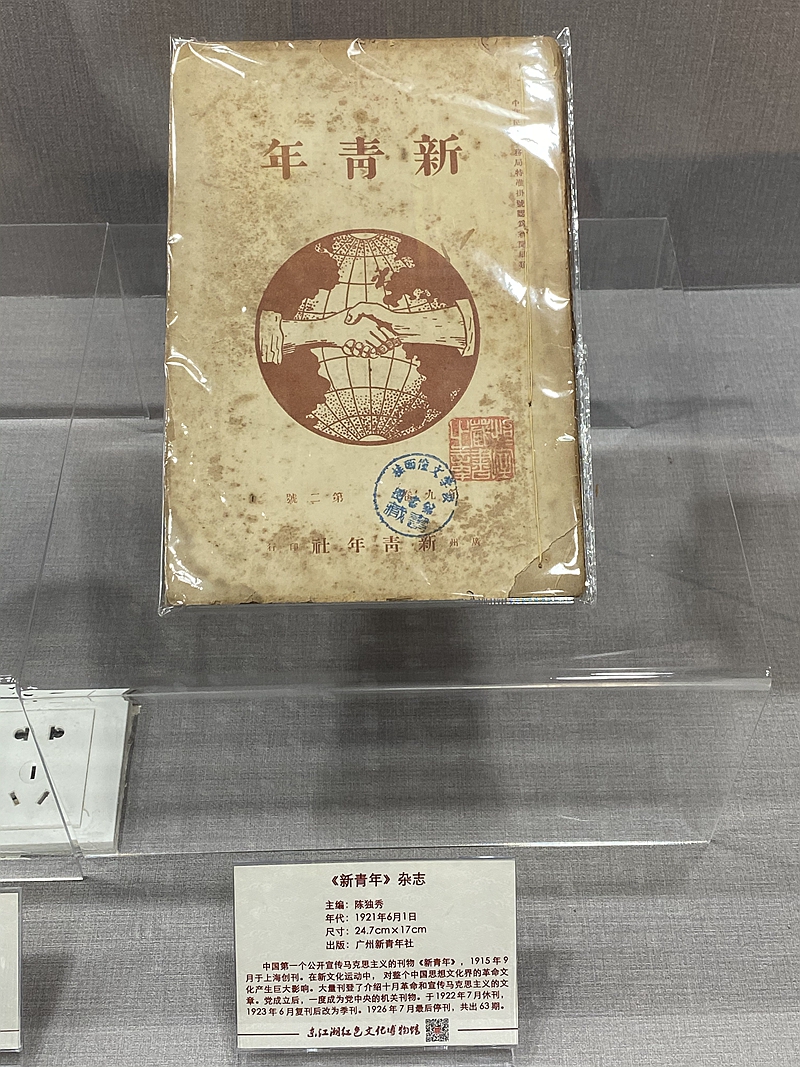 新青年
九卷 第二號
廣州新青年社印行
《新青年》杂志
主编：陈独秀
年代：1921年6月1日
尺寸：24.7cm×17cm
出版：广州新青年社
中国第一个公开宣传马克思主义的刊物《新青年》，1915年9
月于上海创刊。在新文化运动中，对整个中国思想文化界的革命文
化产生巨大影响。大量刊登了介绍十月革命和宣传马克思主义的文
章。党成立后，一度成为党中央的机关刊物。于1922年7月休刊，
1923年6月复刊后改为季刊。1926年7月最后停刊，共出63期。
东江湖红色文化博物馆